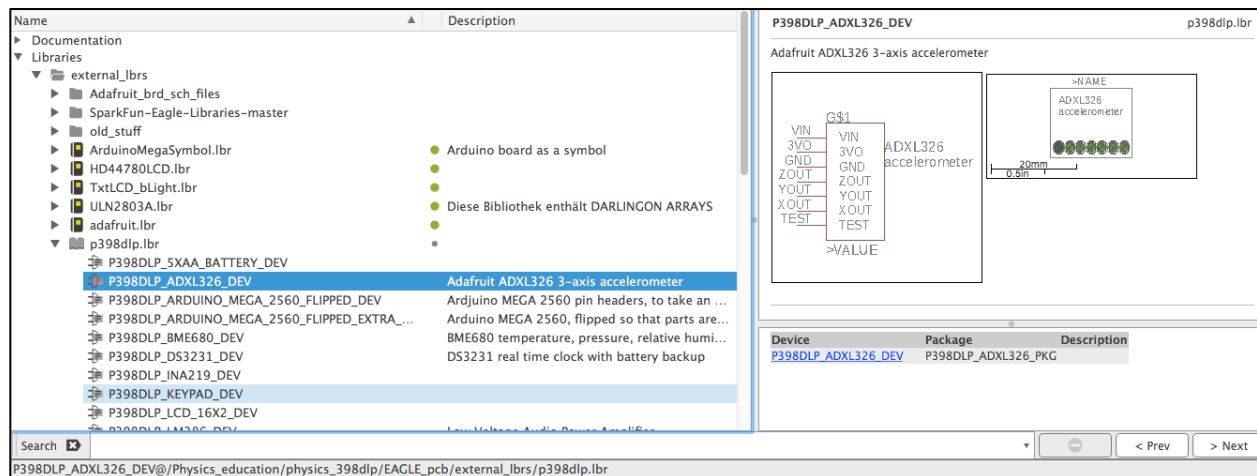 Name Description
Documentation
Libraries
external_lbrs
Adafruit_brd_sch_files
SparkFun-Eagle-Libraries-master
old_stuff
ArduinoMegaSymbol.lbr Arduino board as a symbol
HD44780LCD.lbr
TxtLCD_bLight.lbr
ULN2803A.lbr Diese Bibliothek enthält DARLINGON ARRAYS
adafruit.lbr
p398dlp.lbr
P398DLP_5XAA_BATTERY_DEV
P398DLP_ADXL326_DEV Adafruit ADXL326 3-axis accelerometer
P398DLP_ARDUINO_MEGA_2560_FLIPPED_DEV Ardjuino MEGA 2560 pin headers, to take an ...
P398DLP_ARDUINO_MEGA_2560_FLIPPED_EXTRA_... Arduino MEGA 2560, flipped so that parts are...
P398DLP_BME680_DEV BME680 temperature, pressure, relative humi...
P398DLP_DS3231_DEV DS3231 real time clock with battery backup
P398DLP_INA219_DEV
P398DLP_KEYPAD_DEV
P398DLP_LCD_16X2_DEV
P398DLP_LM386_DEV Low Voltage Audio Power Amplifier
P398DLP_ADXL326_DEV p398dlp.lbr
Adafruit ADXL326 3-axis accelerometer
G$1
VIN VIN
3VO 3VO
GND GND
ZOUT ZOUT
YOUT YOUT
XOUT XOUT
TEST TEST
ADXL326
accelerometer
>VALUE
>NAME
ADXL326
accelerometer
20mm
0.5in
Device Package Description
P398DLP_ADXL326_DEV P398DLP_ADXL326_PKG
Search < Prev > Next
P398DLP_ADXL326_DEV@/Physics_education/physics_398dlp/EAGLE_pcb/external_lbrs/p398dlp.lbr